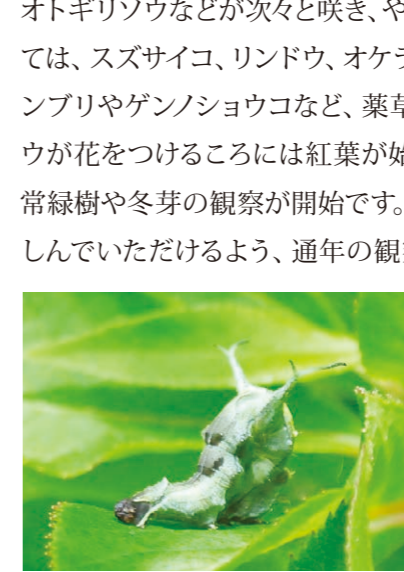 オトギリソウなどが次々と咲き、や
ては、スズサイコ、リンドウ、オケラ
ンブリやゲンノショウコなど、薬草
ウが花をつけるころには紅葉が始
常緑樹や冬芽の観察が開始です。
しんでいただけるよう、通年の観察